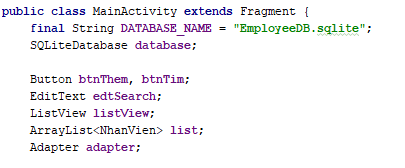 public class MainActivity extends Fragment {
final String DATABASE_NAME = "EmployeeDB.sqlite";
SQLiteDatabase database;
Button btnThem, btnTim;
EditText edtSearch;
ListView listView;
ArrayList<NhanVien> list;
Adapter adapter;